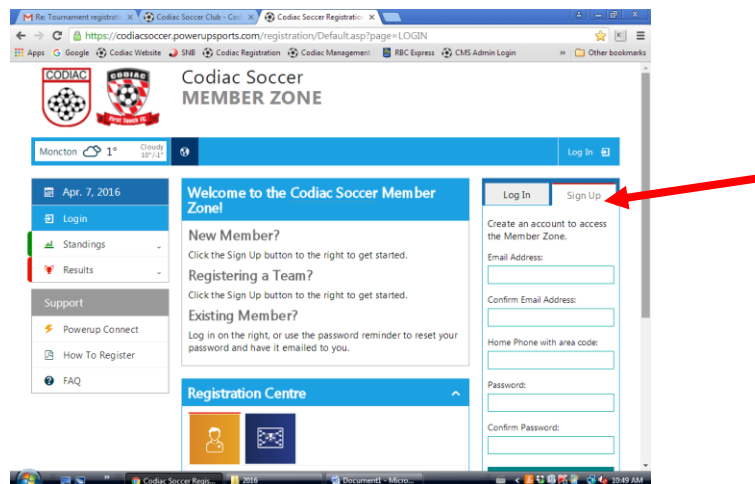 Re: Tournament registrati
Codiac Soccer Club - Codi
Codiac Soccer Registratio
https://codiacsoccer.powerupsports.com/registration/Default.asp?page=LOGIN
Apps Google Codiac Website SNB Codiac Registration Codiac Management RBC Express CMS Admin Login » Other bookmarks
CODIAC
CODIAC
First Touch FC
Codiac Soccer
MEMBER ZONE
Moncton 1° Cloudy
10°/-1°
Log In
Apr. 7, 2016
Login
Standings
Results
Support
Powerup Connect
How To Register
FAQ
Welcome to the Codiac Soccer Member
Zone!
New Member?
Click the Sign Up button to the right to get started.
Registering a Team?
Click the Sign Up button to the right to get started.
Existing Member?
Log in on the right, or use the password reminder to reset your
password and have it emailed to you.
Registration Centre
Log In Sign Up
Create an account to access
the Member Zone.
Email Address:
Confirm Email Address:
Home Phone with area code:
Password:
Confirm Password:
Codiac Soccer Regis...
2016
Document1 - Micro...
10:49 AM